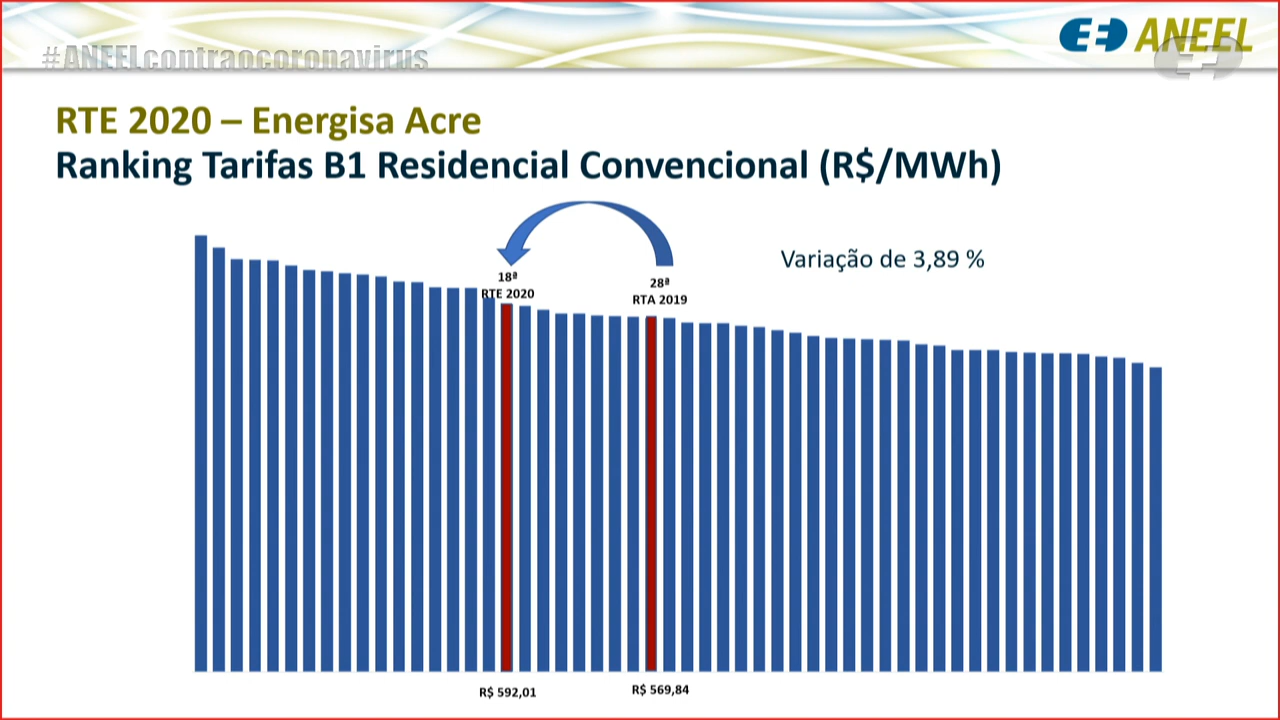 #ANEELcontraocoronavirus
ANEEL
RTE 2020 – Energisa Acre
Ranking Tarifas B1 Residencial Convencional (R$/MWh)
Variação de 3,89 %
18ª
RTE 2020
28ª
RTA 2019
R$ 592,01
R$ 569,84